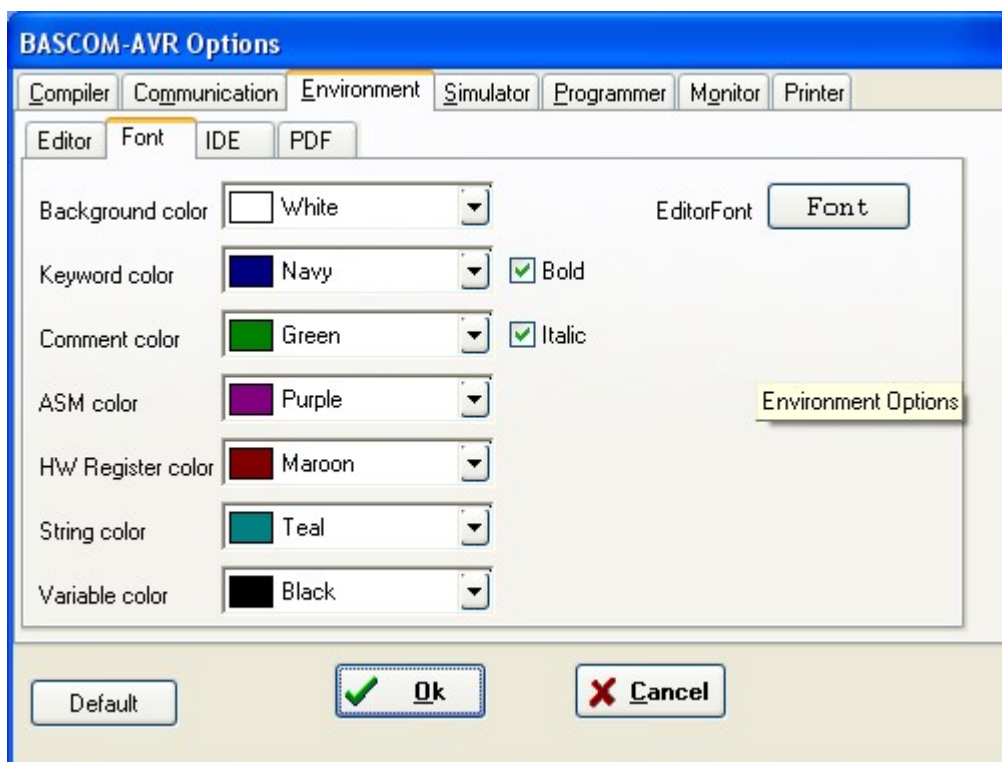 BASCOM-AVR Options
Compiler Communication Environment Simulator Programmer Monitor Printer
Editor Font IDE PDF
Background color White EditorFont Font
Keyword color Navy Bold
Comment color Green Italic
ASM color Purple Environment Options
HW Register color Maroon
String color Teal
Variable color Black
Default Ok Cancel